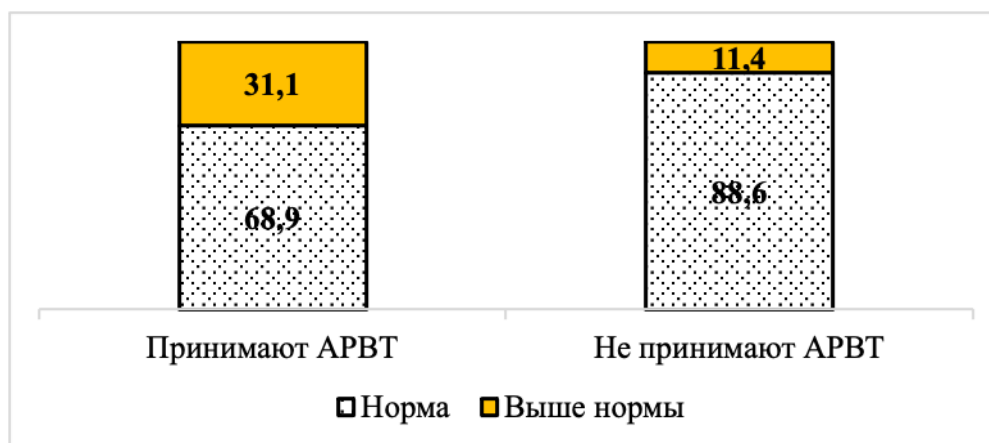 31,1
11,4
68,9
88,6
Принимают АРВТ
Не принимают АРВТ
Норма
Выше нормы